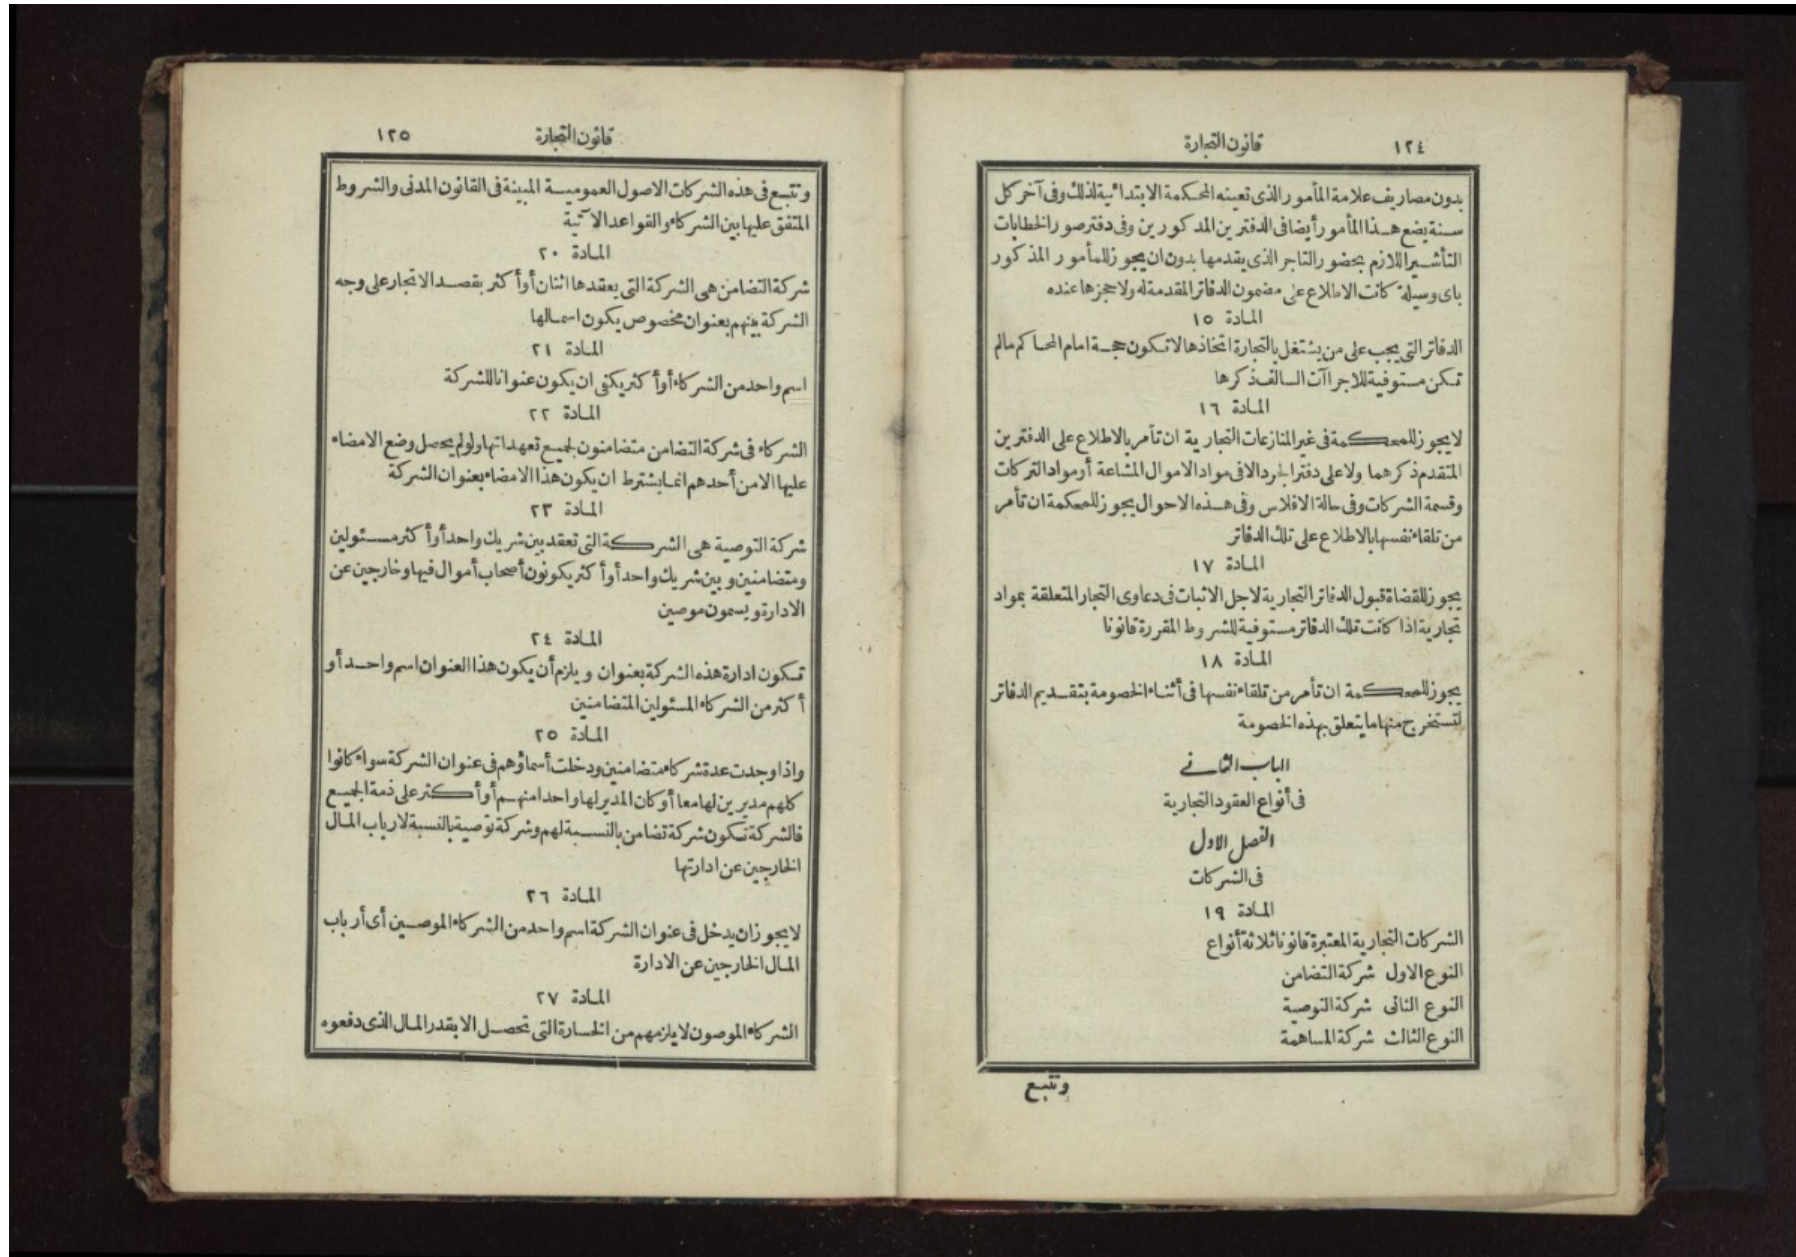 ١٢٤
قانون التجارة
بدون مصاريف علامة المأمور الذى تعينه المحكمة الابتدائية لذلك وفى آخر كل
سنة يضع هذا المأمور أيضا فى الدفترين المذكورين وفى دفتر صور الخطابات
التأشير اللازم بحضور التاجر الذى يقدمها بدون ان يجوز للمأمور المذكور
باى وسيلة كانت الاطلاع على مضمون الدفاتر المقدمة له ولا حجزها عنده
المادة ١٥
الدفاتر التى يجب على من يشتغل بالتجارة اتخاذها لا تكون حجة امام المحاكم مالم
تكن مستوفية للاجراآت السالف ذكرها
المادة ١٦
لا يجوز للمحكمة فى غير المنازعات التجارية ان تأمر بالاطلاع على الدفترين
المتقدم ذكرهما ولا على دفتر الجرد الا فى مواد الاموال المشاعة أو مواد التركات
وقسمة الشركات وفى حالة الافلاس وفى هذه الاحوال يجوز للمحكمة ان تأمر
من تلقاء نفسها بالاطلاع على تلك الدفاتر
المادة ١٧
يجوز للقضاة قبول الدفاتر التجارية لاجل الاثبات فى دعاوى التجار المتعلقة بمواد
تجارية اذا كانت تلك الدفاتر مستوفية للشروط المقررة قانونا
المادة ١٨
يجوز للمحكمة ان تأمر من تلقاء نفسها فى أثناء الخصومة بتقديم الدفاتر
لتستخرج منها ما يتعلق بهذه الخصومة
الباب الثانى
فى أنواع العقود التجارية
الفصل الاول
فى الشركات
المادة ١٩
الشركات التجارية المعتبرة قانونا ثلاثة أنواع
النوع الاول شركة التضامن
النوع الثانى شركة التوصية
النوع الثالث شركة المساهمة
وتتبع
قانون التجارة
١٢٥
وتتبع فى هذه الشركات الاصول العمومية المبينة فى القانون المدنى والشروط
المتفق عليها بين الشركاء والقواعد الآتية
المادة ٢٠
شركة التضامن هى الشركة التى يعقدها اثنان أو أكثر بقصد الاتجار على وجه
الشركة بينهم بعنوان مخصوص يكون اسما لها
المادة ٢١
اسم واحد من الشركاء أو أكثر يكفى ان يكون عنوانا للشركة
المادة ٢٢
الشركاء فى شركة التضامن متضامنون لجميع تعهداتها ولو لم يحصل وضع الامضاء
عليها الا من أحدهم انما يشترط ان يكون هذا الامضاء بعنوان الشركة
المادة ٢٣
شركة التوصية هى الشركة التى تعقد بين شريك واحد أو أكثر مسئولين
ومتضامنين وبين شريك واحد أو أكثر يكونون أصحاب أموال فيها وخارجين عن
الادارة ويسمون موصين
المادة ٢٤
تكون ادارة هذه الشركة بعنوان ويلزم أن يكون هذا العنوان اسم واحد أو
أكثر من الشركاء المسئولين المتضامنين
المادة ٢٥
واذا وجدت عدة شركاء متضامنين ودخلت أسماؤهم فى عنوان الشركة سواء كانوا
كلهم مديرين لها معا أو كان المدير لها واحدا منهم أو أكثر على ذمة الجميع
فالشركة تكون شركة تضامن بالنسبة لهم وشركة توصية بالنسبة لارباب المال
الخارجين عن ادارتها
المادة ٢٦
لا يجوز ان يدخل فى عنوان الشركة اسم واحد من الشركاء الموصين أى أرباب
المال الخارجين عن الادارة
المادة ٢٧
الشركاء الموصون لا يلزمهم من الخسارة التى تحصل الا بقدر المال الذى دفعوه